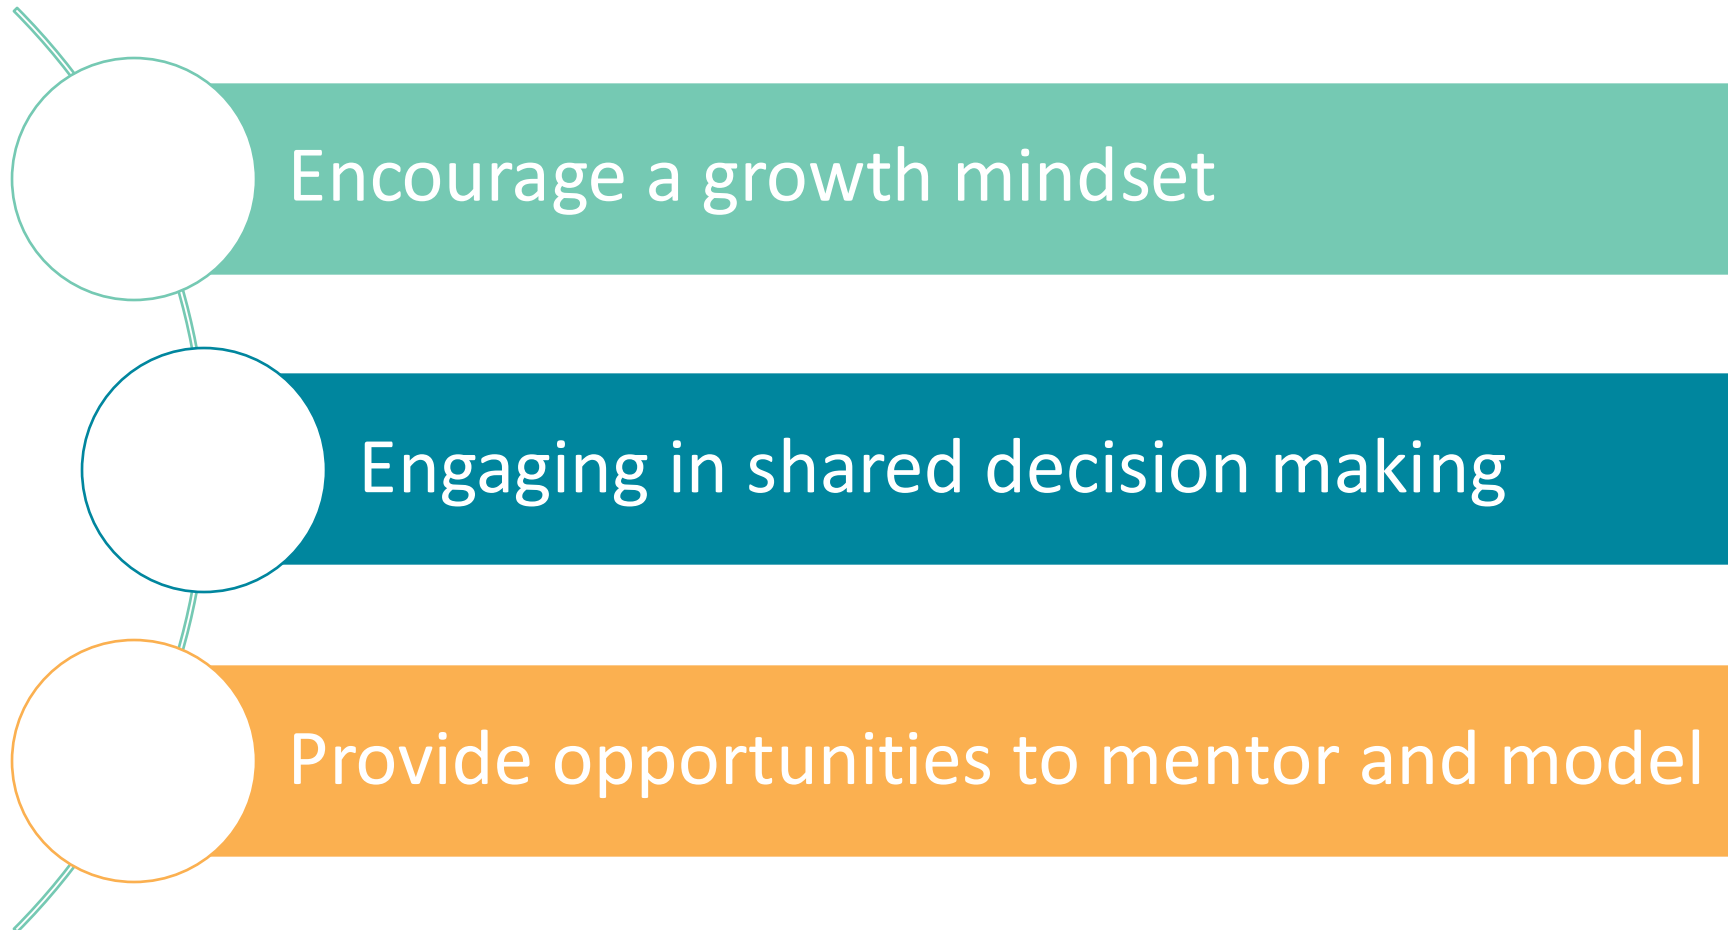 Encourage a growth mindset
Engaging in shared decision making
Provide opportunities to mentor and model